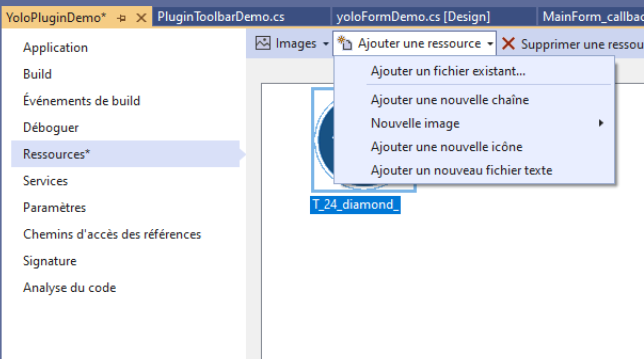 YoloPluginDemo* PluginToolbarDemo.cs yoloFormDemo.cs [Design] MainForm_callbac
Application
Images Ajouter une ressource Supprimer une ressou
Build
Événements de build
Déboguer
Ressources*
Services
Paramètres
Chemins d'accès des références
Signature
Analyse du code
Ajouter un fichier existant...
Ajouter une nouvelle chaîne
Nouvelle image
Ajouter une nouvelle icône
Ajouter un nouveau fichier texte
T_24_diamond_